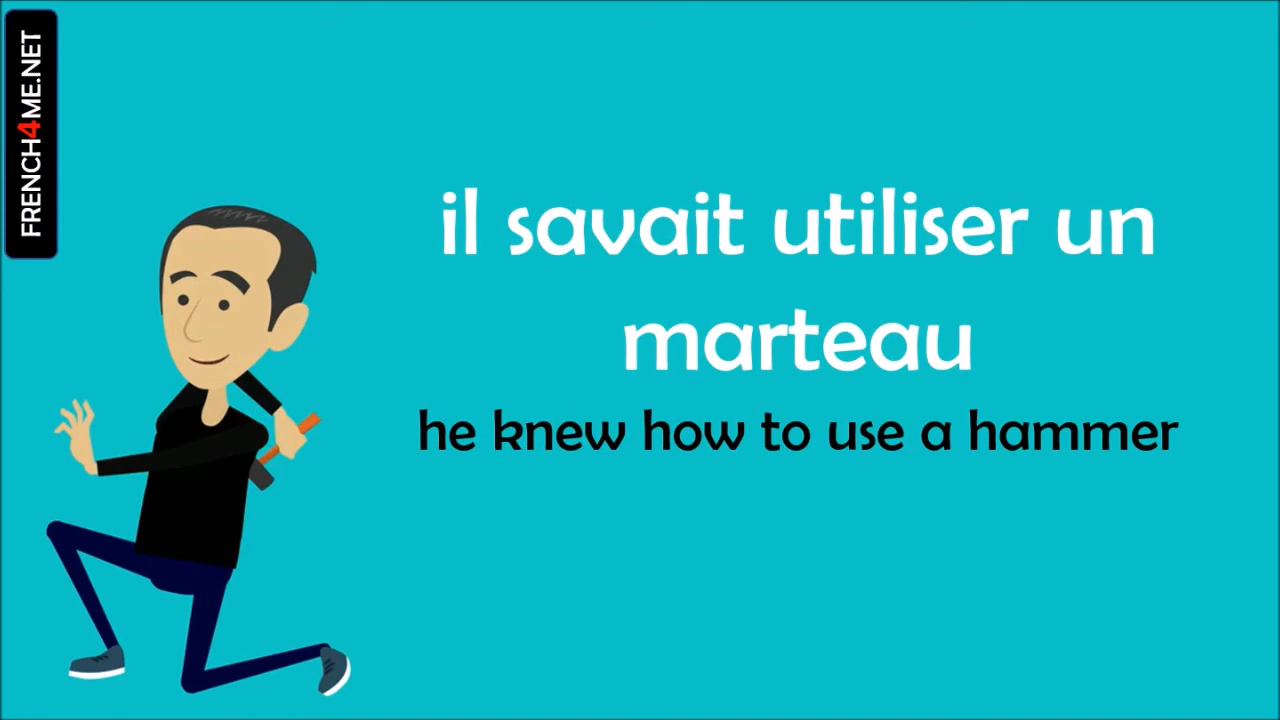 FRENCH4ME.NET
il savait utiliser un
marteau
he knew how to use a hammer